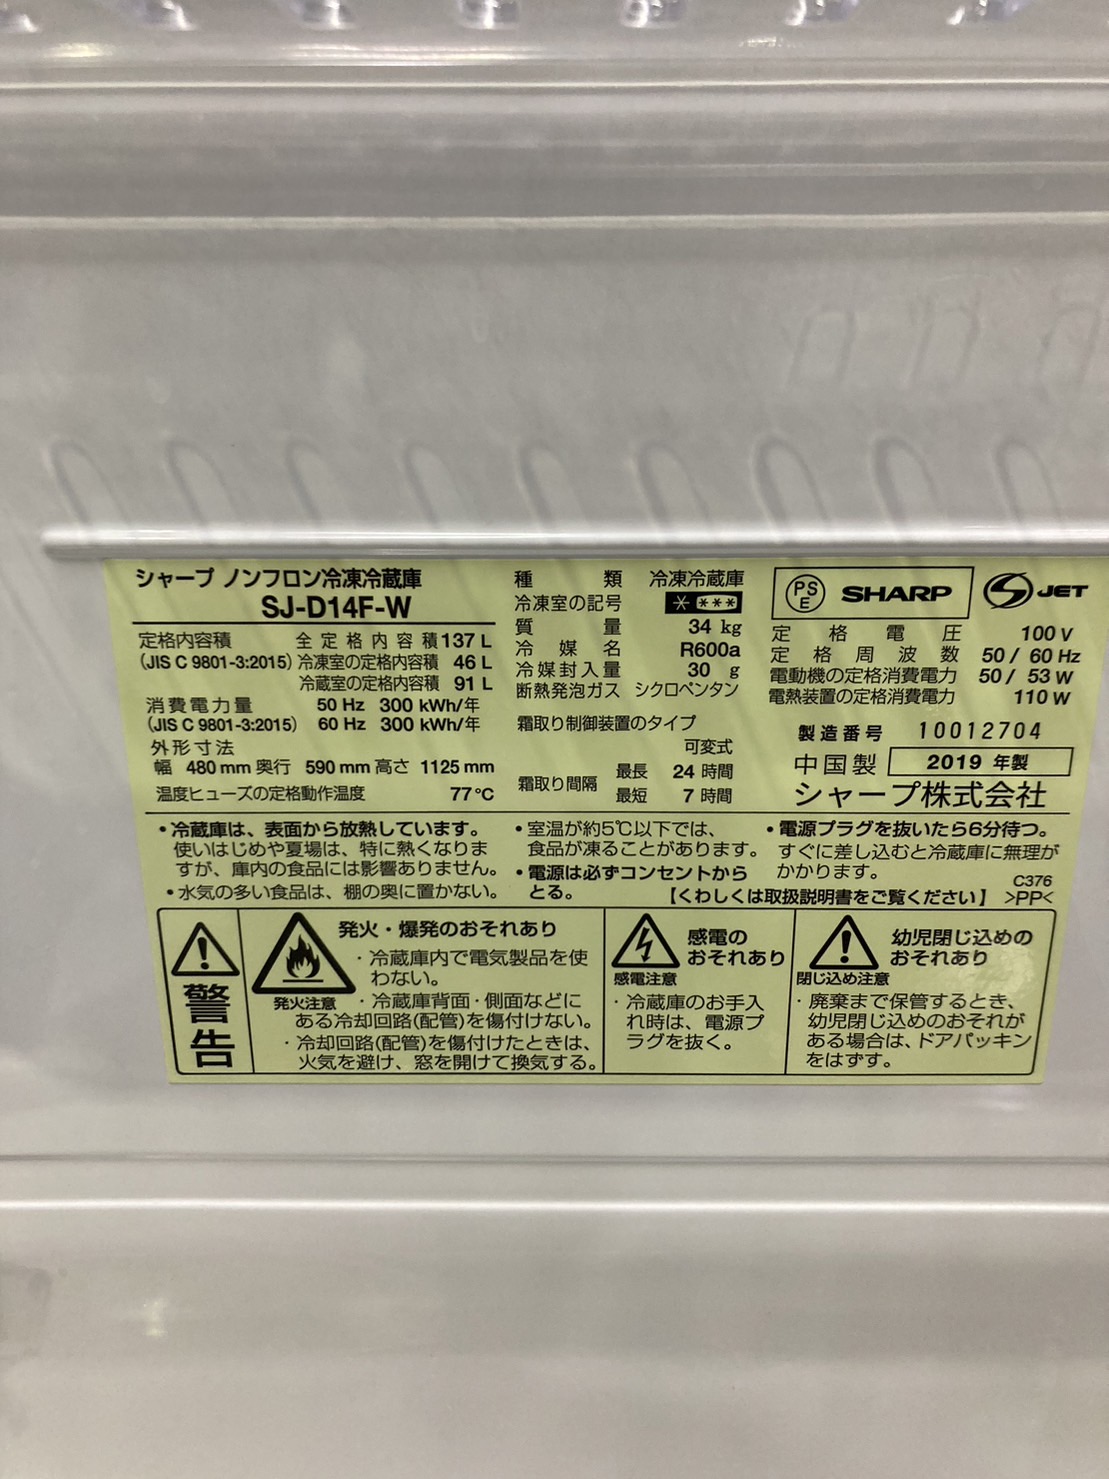 シャープ ノンフロン冷凍冷蔵庫
SJ-D14F-W
定格内容積 全定格内容積 137 L
(JIS C 9801-3:2015) 冷凍室の定格内容積 46 L
冷蔵室の定格内容積 91 L
消費電力量 50 Hz 300 kWh/年
(JIS C 9801-3:2015) 60 Hz 300 kWh/年
外形寸法
幅 480 mm 奥行 590 mm 高さ 1125 mm
温度ヒューズの定格動作温度 77℃
種類 冷凍冷蔵庫
冷凍室の記号 * ***
質量 34 kg
冷媒名 R600a
冷媒封入量 30 g
断熱発泡ガス シクロペンタン
霜取り制御装置のタイプ
可変式
霜取り間隔 最長 24 時間
最短 7 時間
PSE SHARP S JET
定格電圧 100 V
定格周波数 50 / 60 Hz
電動機の定格消費電力 50 / 53 W
電熱装置の定格消費電力 110 W
製造番号 10012704
中国製 2019 年製
シャープ株式会社
・冷蔵庫は、表面から放熱しています。
使いはじめや夏場は、特に熱くなりま
すが、庫内の食品には影響ありません。
・水気の多い食品は、棚の奥に置かない。
・室温が約5℃以下では、
食品が凍ることがあります。
・電源は必ずコンセントから
とる。
・電源プラグを抜いたら6分待つ。
すぐに差し込むと冷蔵庫に無理が
かかります。
C376
【くわしくは取扱説明書をご覧ください】 >PP<
警告
発火注意
発火・爆発のおそれあり
・冷蔵庫内で電気製品を使
わない。
・冷蔵庫背面・側面などに
ある冷却回路(配管)を傷付けない。
・冷却回路(配管)を傷付けたときは、
火気を避け、窓を開けて換気する。
感電のおそれあり
感電注意
・冷蔵庫のお手入
れ時は、電源プ
ラグを抜く。
幼児閉じ込めの
おそれあり
閉じ込め注意
・廃棄まで保管するとき、
幼児閉じ込めのおそれが
ある場合は、ドアパッキン
をはずす。